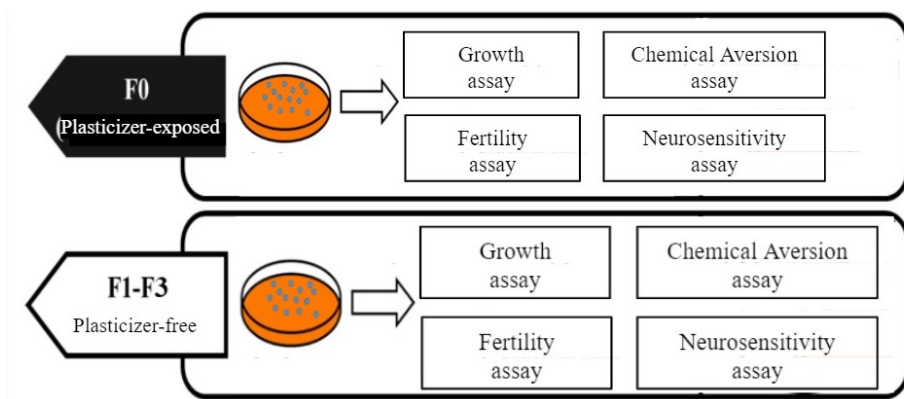 F0
(Plasticizer-exposed
Growth
assay
Chemical Aversion
assay
Fertility
assay
Neurosensitivity
assay
F1-F3
Plasticizer-free
Growth
assay
Chemical Aversion
assay
Fertility
assay
Neurosensitivity
assay